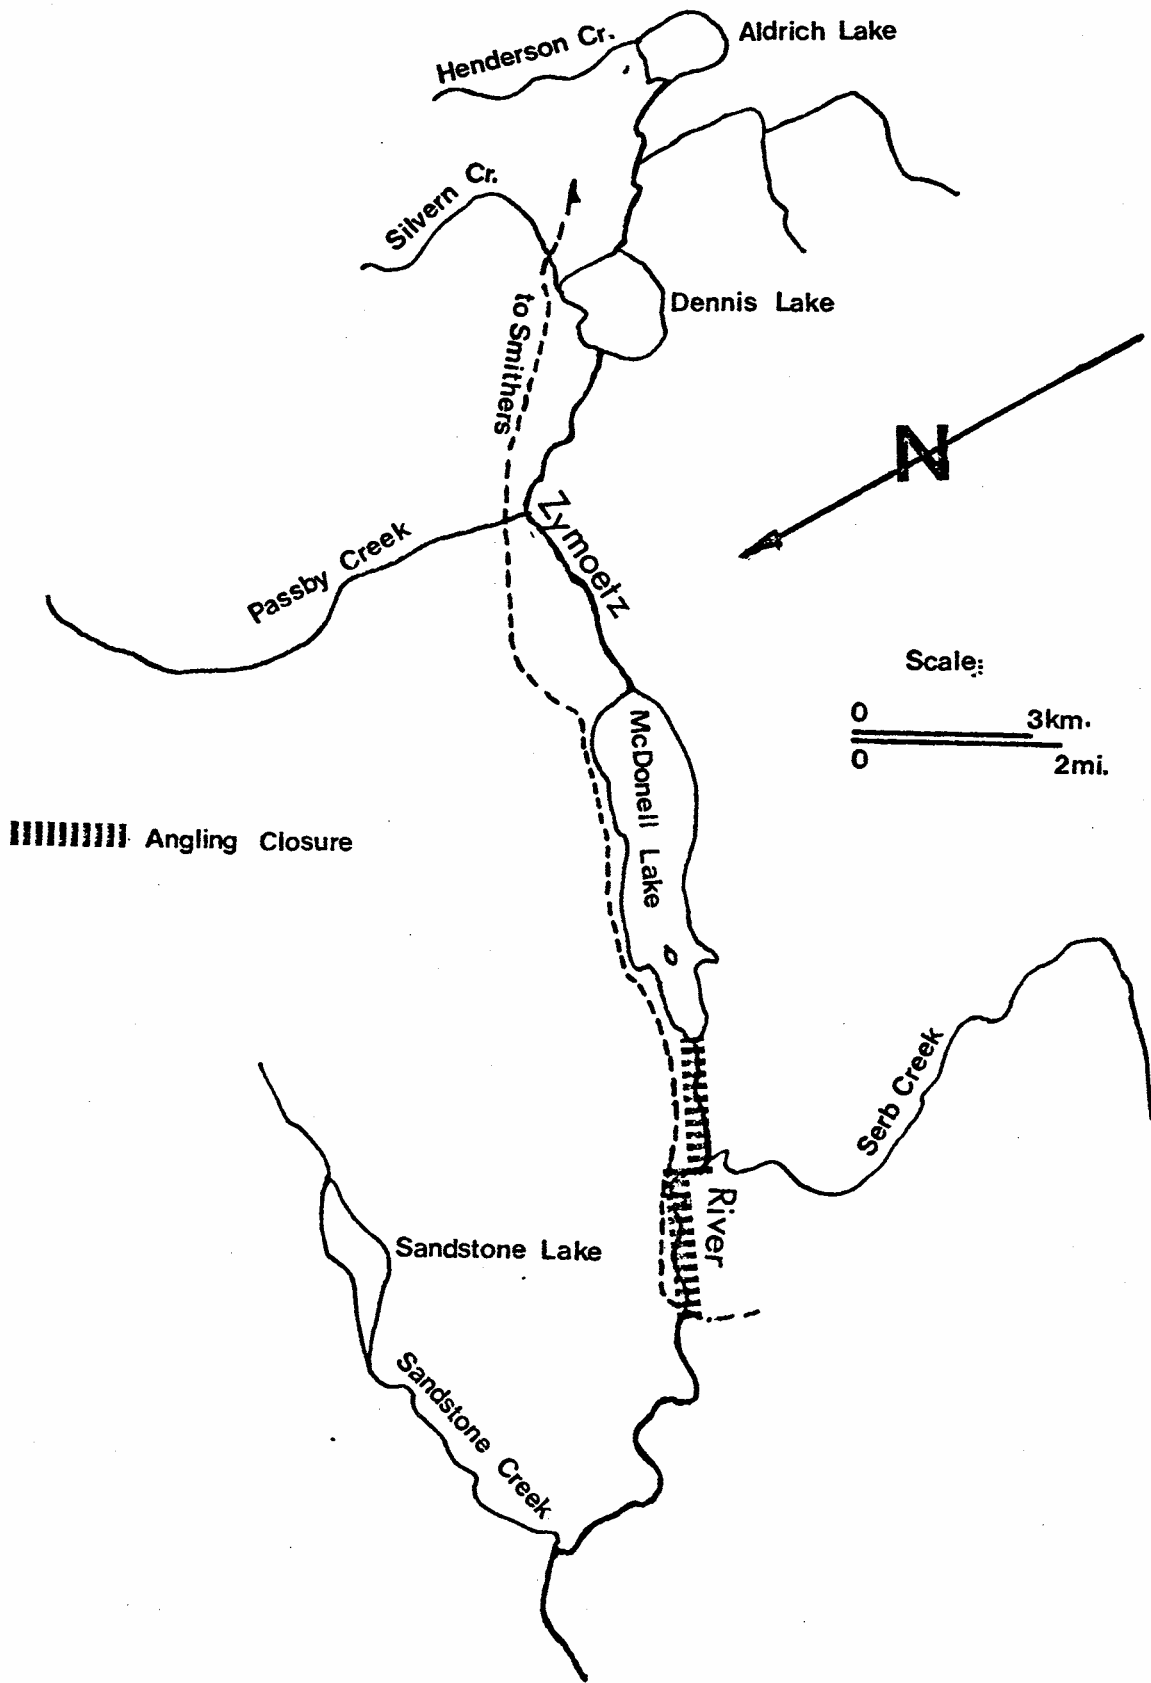 Henderson Cr.
Aldrich Lake
Silvern Cr.
to Smithers
Dennis Lake
N
Zymoetz
Passby Creek
Scale:
0 3km.
0 2mi.
McDonell Lake
Angling Closure
Serb Creek
River
Sandstone Lake
Sandstone Creek